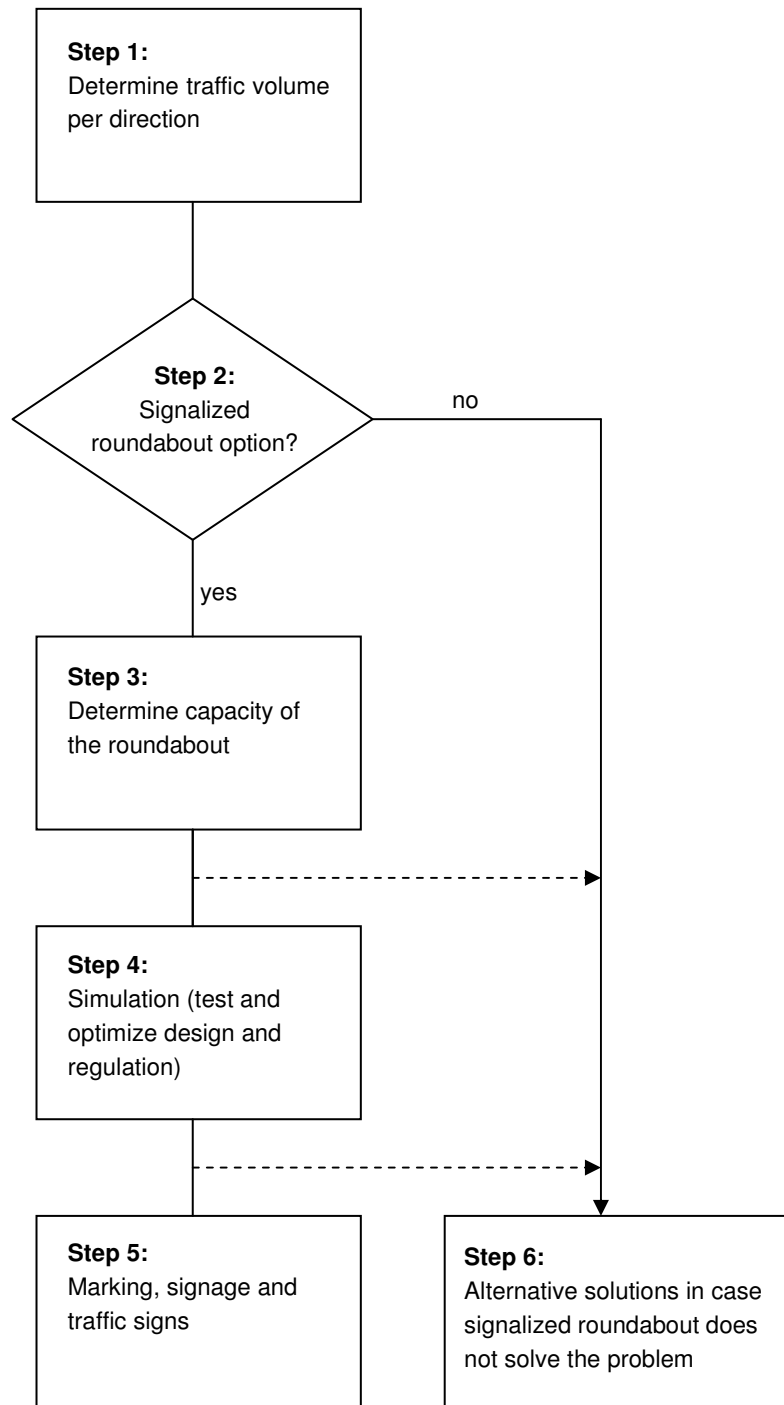 Step 1:
Determine traffic volume
per direction
Step 2:
Signalized
roundabout option?
no
yes
Step 3:
Determine capacity of
the roundabout
Step 4:
Simulation (test and
optimize design and
regulation)
Step 5:
Marking, signage and
traffic signs
Step 6:
Alternative solutions in case
signalized roundabout does
not solve the problem